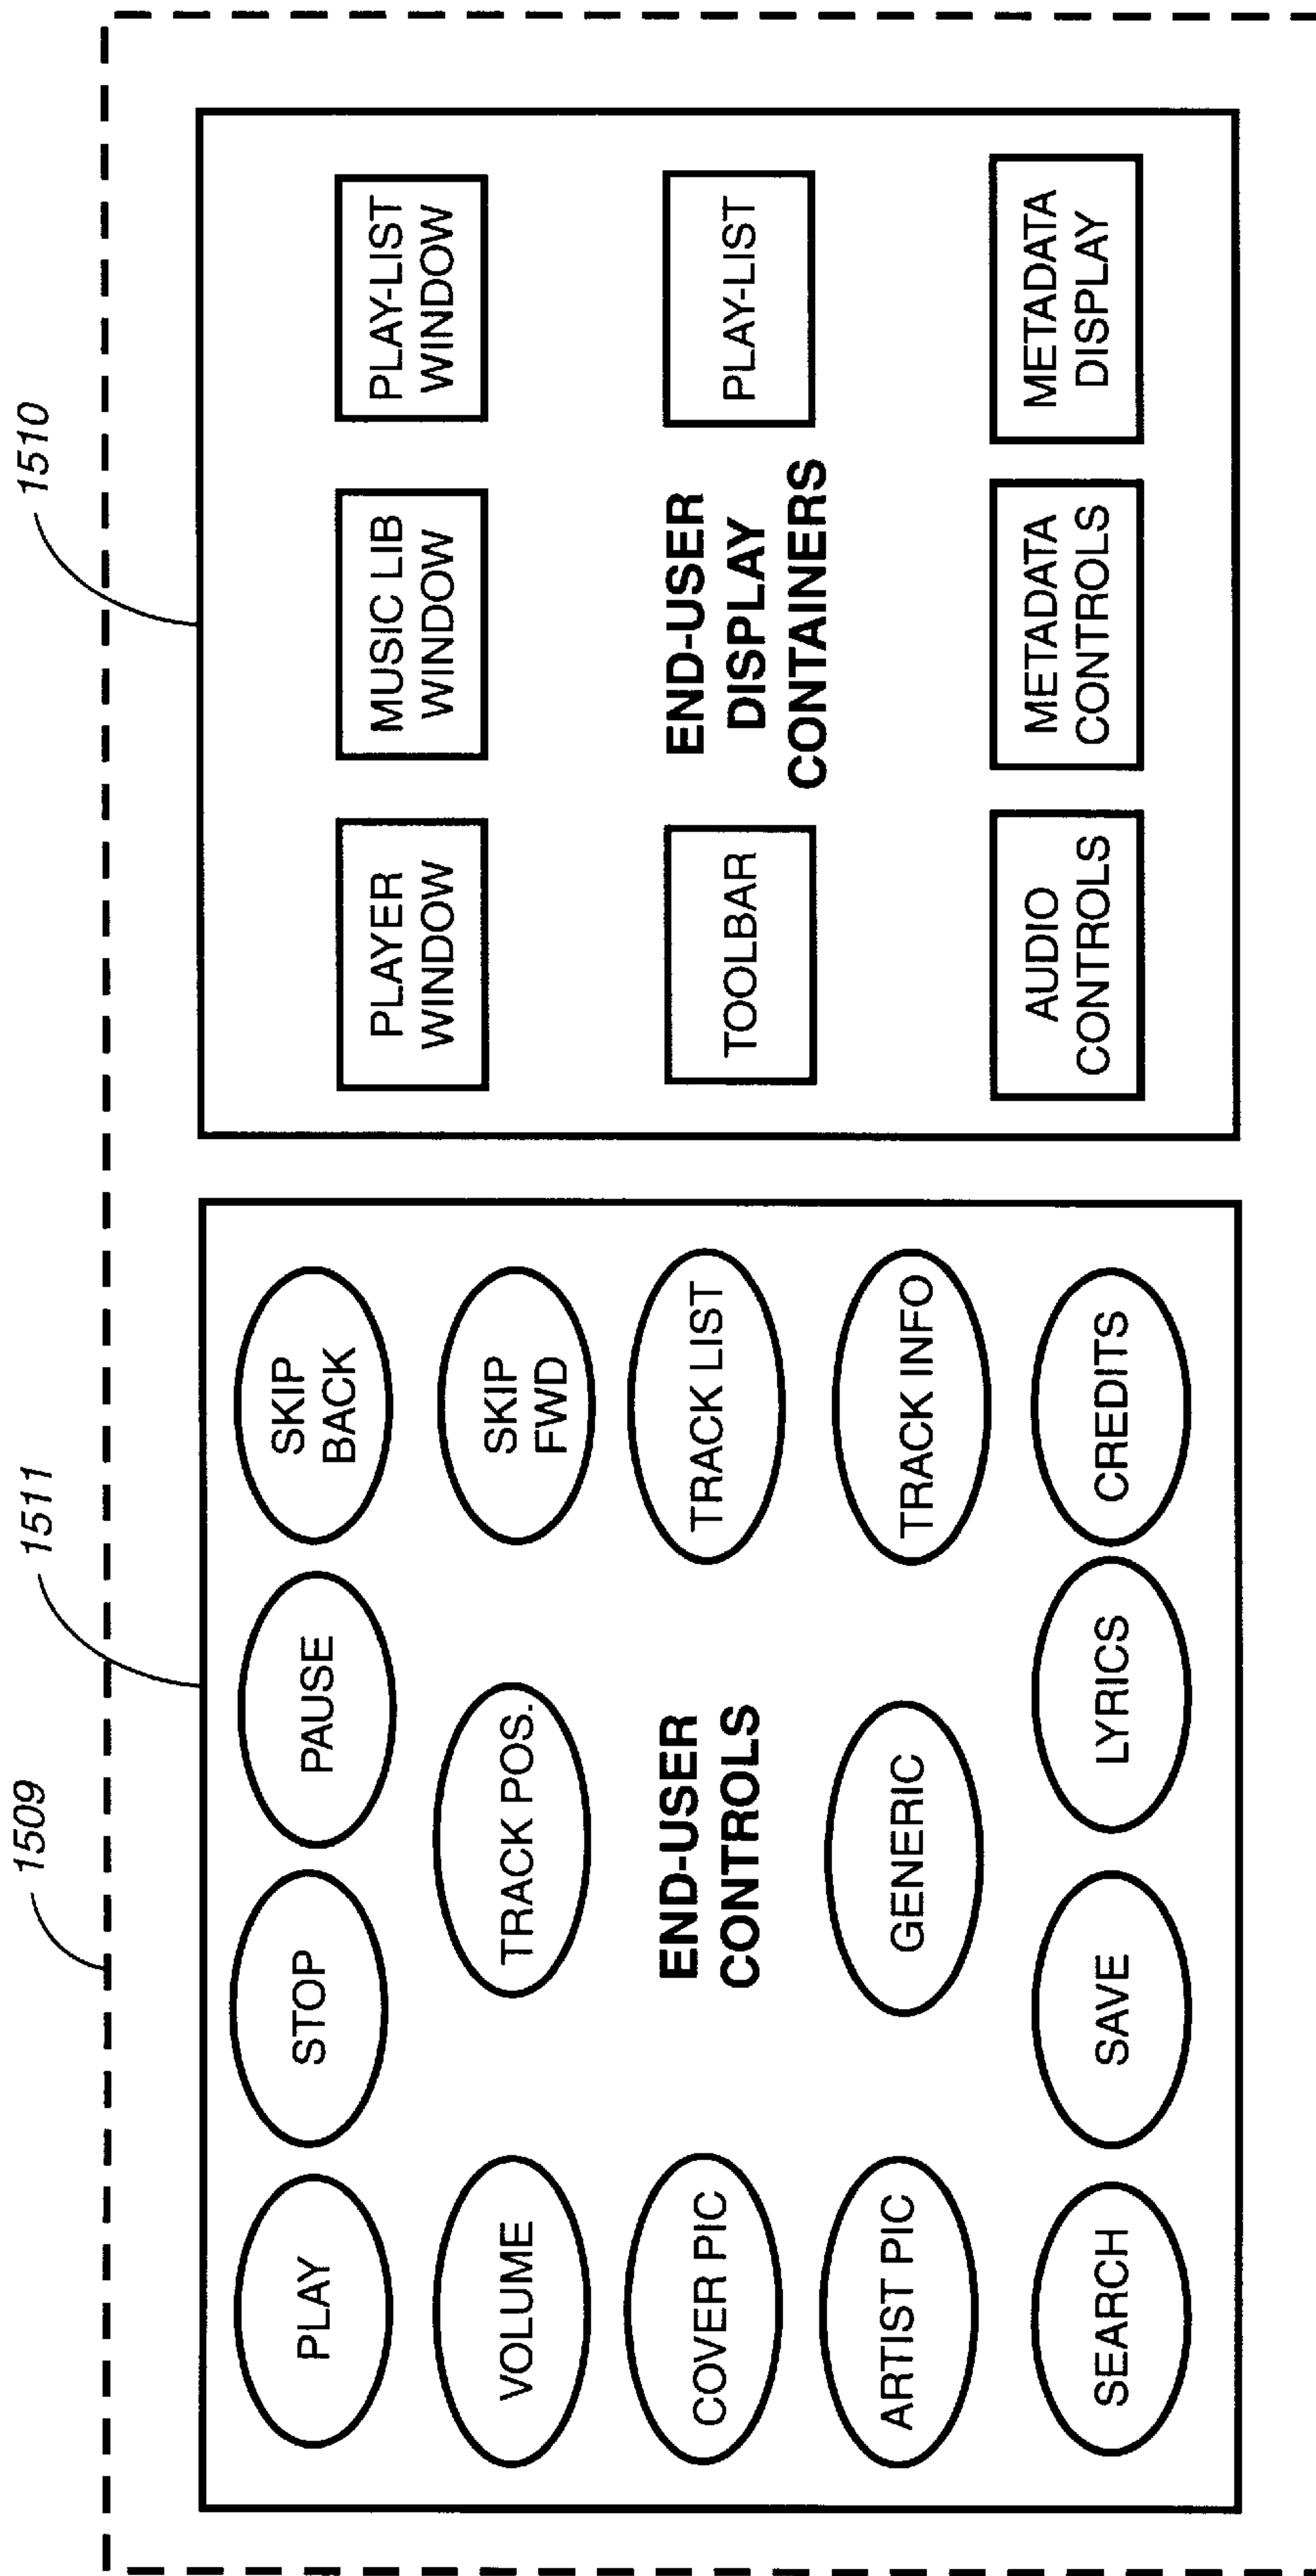 1509
1511
1510
PLAY
STOP
PAUSE
SKIP
BACK
VOLUME
TRACK POS.
SKIP
FWD
COVER PIC
END-USER
CONTROLS
TRACK LIST
ARTIST PIC
GENERIC
TRACK INFO
SEARCH
SAVE
LYRICS
CREDITS
PLAYER
WINDOW
MUSIC LIB
WINDOW
PLAY-LIST
WINDOW
TOOLBAR
END-USER
DISPLAY
CONTAINERS
PLAY-LIST
AUDIO
CONTROLS
METADATA
CONTROLS
METADATA
DISPLAY